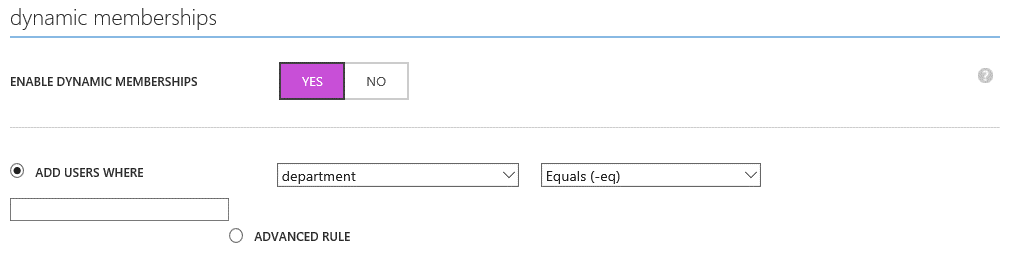 dynamic memberships
ENABLE DYNAMIC MEMBERSHIPS YES NO ?
ADD USERS WHERE department Equals (-eq)
ADVANCED RULE